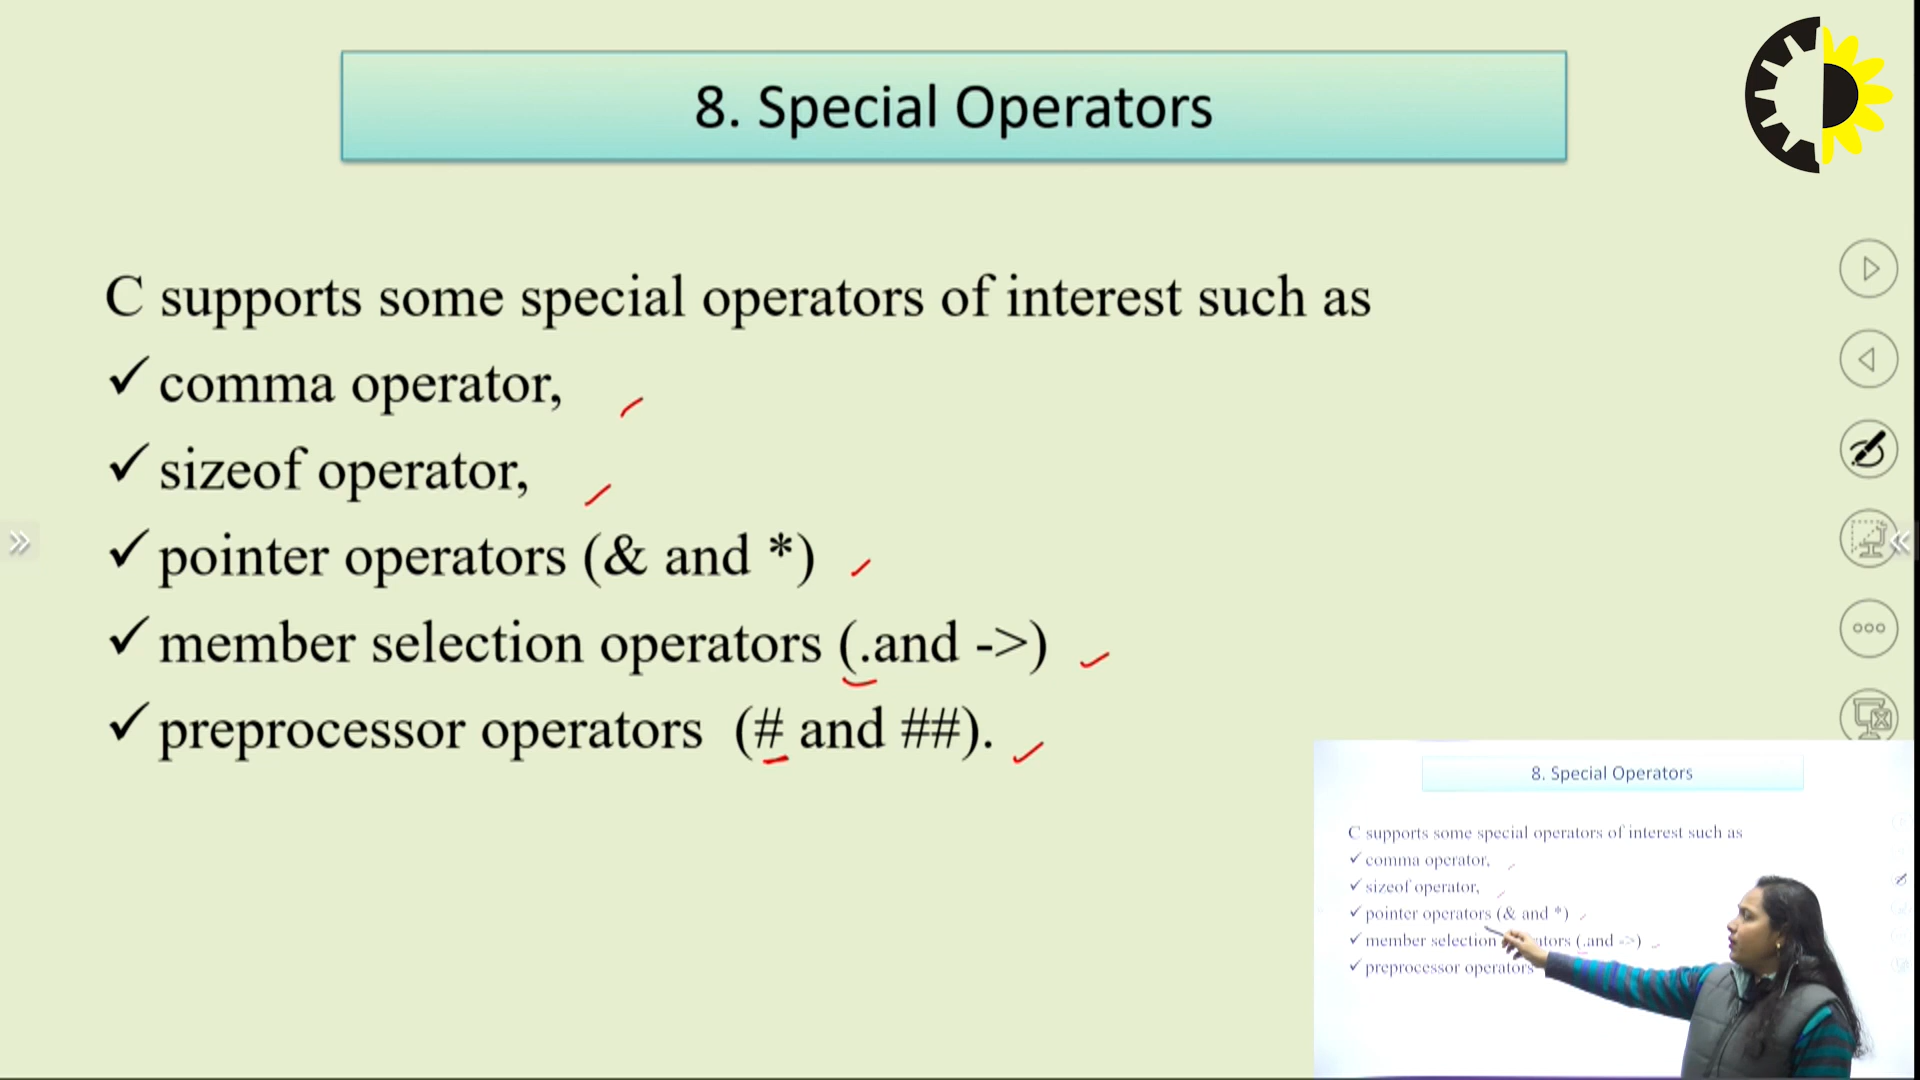 8. Special Operators
C supports some special operators of interest such as
✓ comma operator,
✓ sizeof operator,
✓ pointer operators (& and *)
✓ member selection operators (.and ->)
✓ preprocessor operators (# and ##).
8. Special Operators
C supports some special operators of interest such as
✓ comma operator,
✓ sizeof operator,
✓ pointer operators (& and *)
✓ member selection tors (.and ->)
✓ preprocessor operators